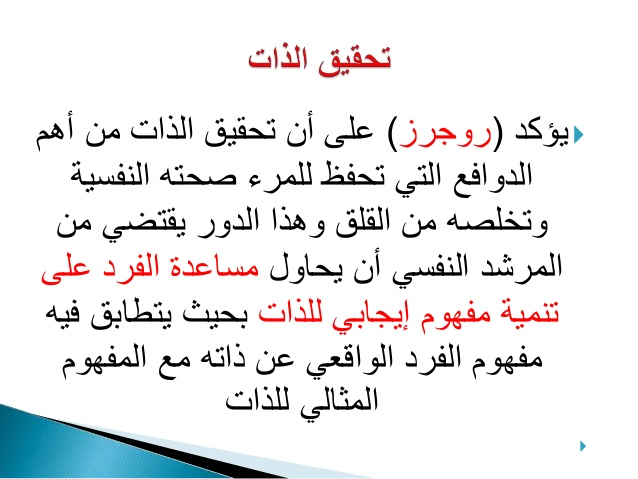 تحقيق الذات
يؤكد (روجرز) على أن تحقيق الذات من أهم
الدوافع التي تحفظ للمرء صحته النفسية
وتخلصه من القلق وهذا الدور يقتضي من
المرشد النفسي أن يحاول مساعدة الفرد على
تنمية مفهوم إيجابي للذات بحيث يتطابق فيه
مفهوم الفرد الواقعي عن ذاته مع المفهوم
المثالي للذات